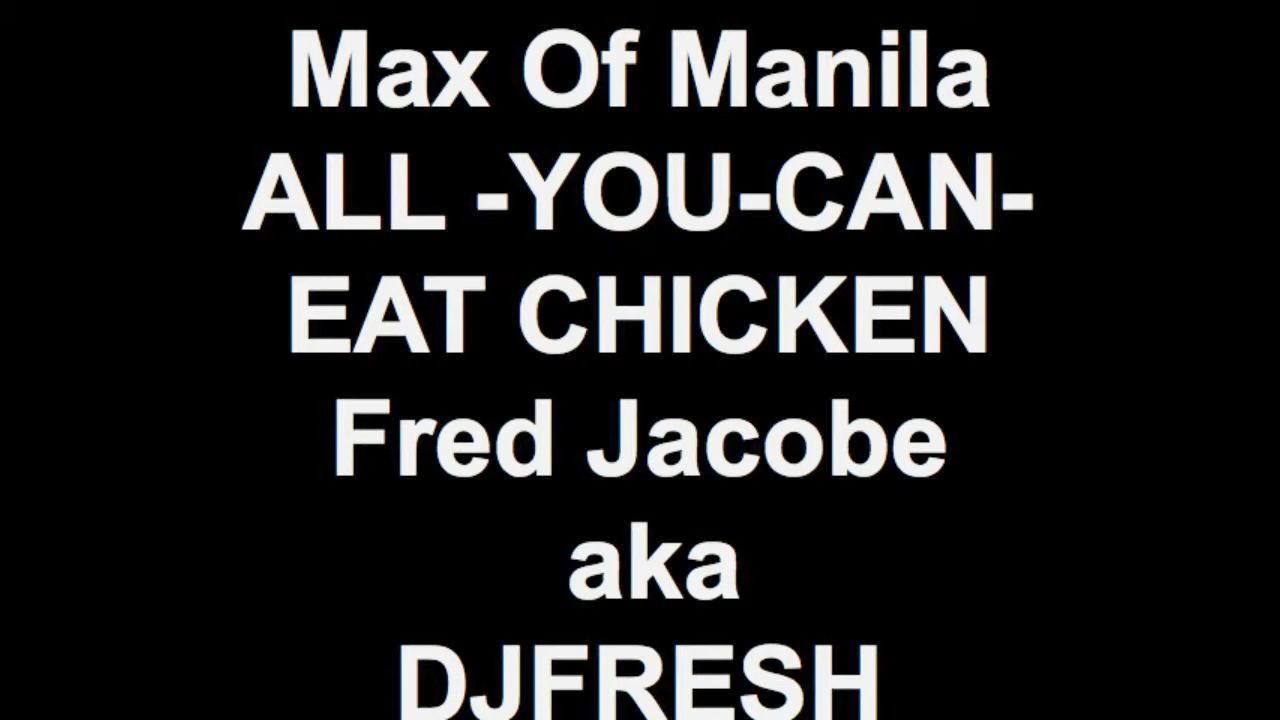 Max Of Manila
ALL -YOU-CAN-
EAT CHICKEN
Fred Jacobe
aka
DJFRESH